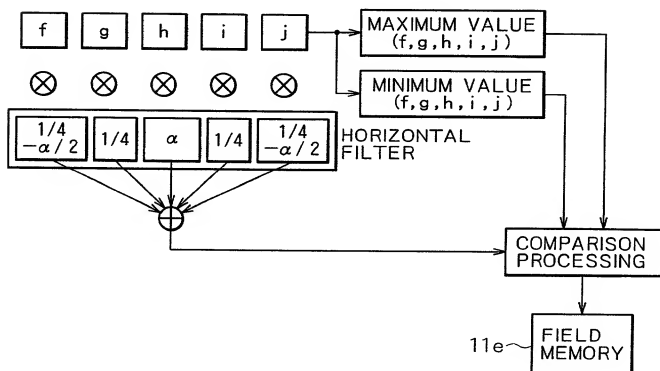 f g h i j
MAXIMUM VALUE
(f,g,h,i,j)
MINIMUM VALUE
(f,g,h,i,j)
1/4
-α/2
1/4
α
1/4
1/4
-α/2
HORIZONTAL
FILTER
COMPARISON
PROCESSING
11e
FIELD
MEMORY